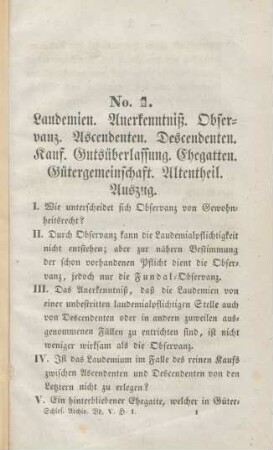 No. 1.
Laudemien. Anerkenntniß. Obser-
vanz. Ascendenten. Descendenten.
Kauf. Gutsüberlassung. Ehegatten.
Gütergemeinschaft. Altentheil.
Auszug.
I. Wie unterscheidet sich Observanz von Gewohn-
heitsrecht?
II. Durch Observanz kann die Laudemialpflichtigkeit
nicht entstehen; aber zur nähren Bestimmung
der schon vorhandenen Pflicht dient die Obser-
vanz, jedoch nur die Fundal-Observanz.
III. Das Anerkenntniß, daß die Laudemien von
einer unbestritten laudemialpflichtigen Stelle auch
von Descendenten oder in andern zuweilen aus-
genommenen Fällen zu entrichten sind, ist nicht
weniger wirksam als die Observanz.
IV. Ist das Laudemium im Falle des reinen Kaufs
zwischen Ascendenten und Descendenten von den
Letztern nicht zu erlegen?
V. Ein hinterbliebener Ehegatte, welcher in Güter-
Schles. Archiv. Bd. V. H. 1. 1